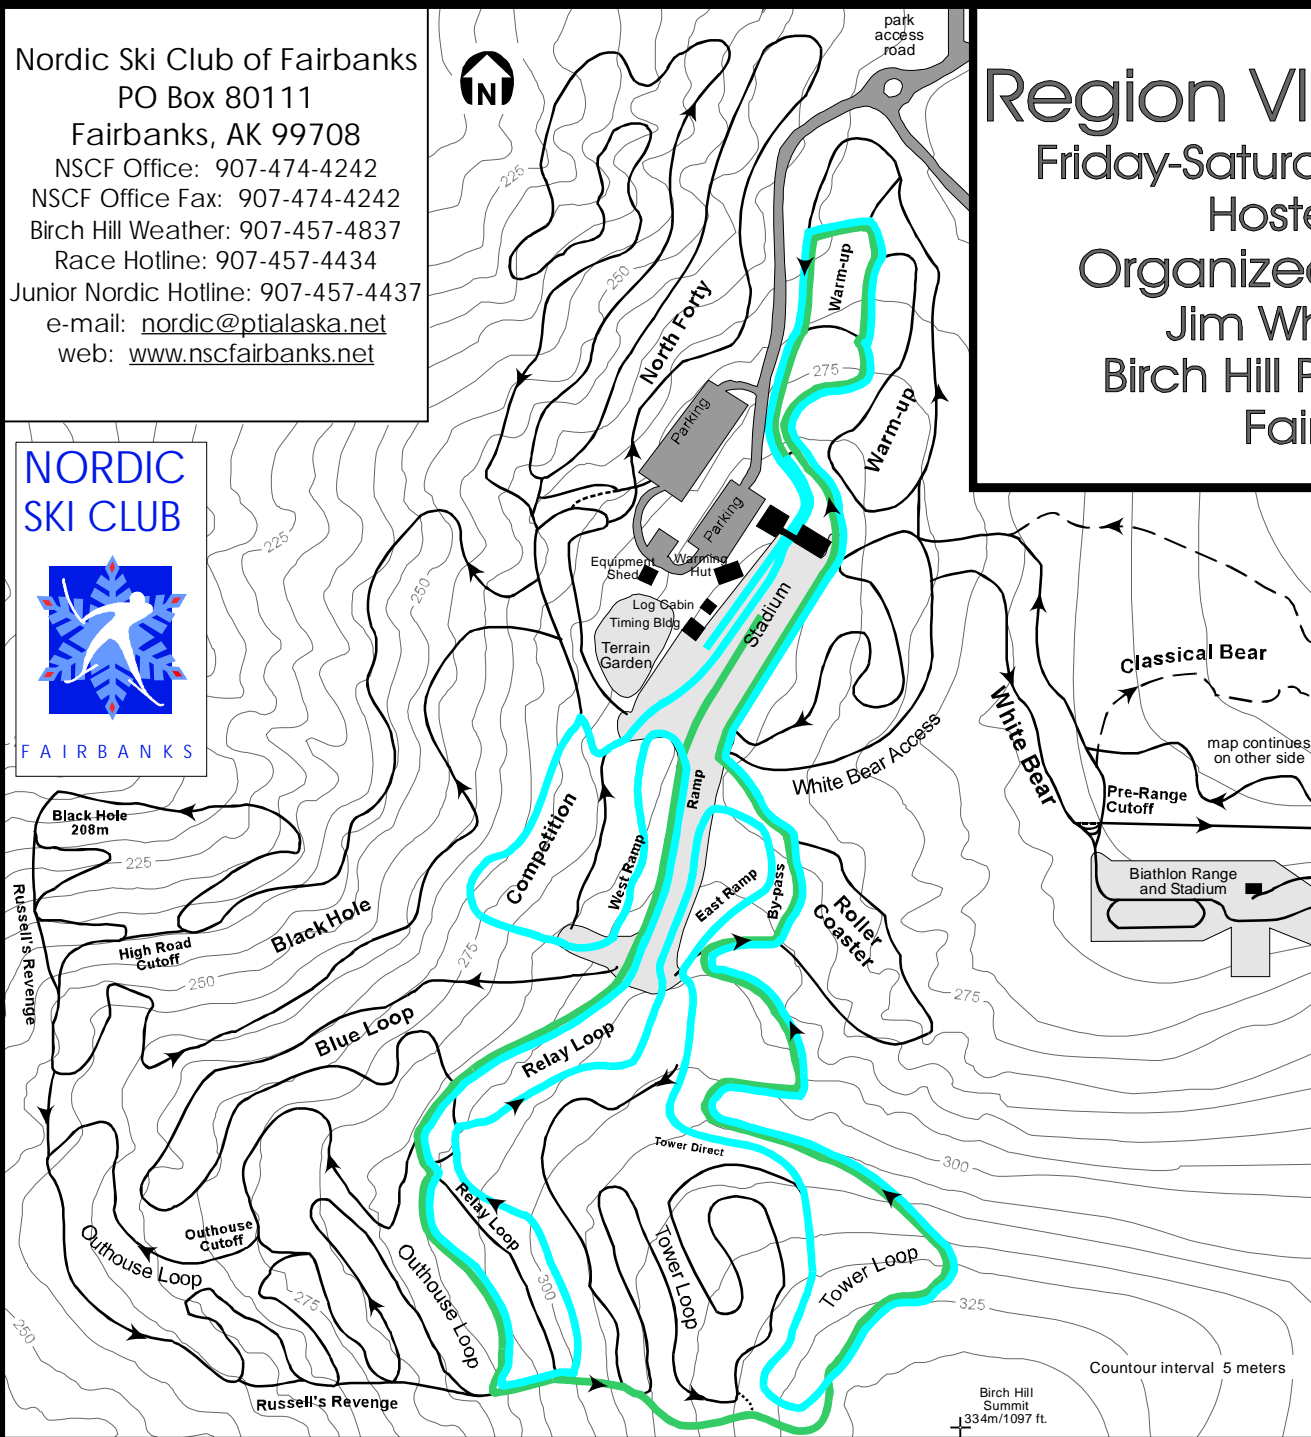 Nordic Ski Club of Fairbanks
PO Box 80111
Fairbanks, AK 99708
NSCF Office: 907-474-4242
NSCF Office Fax: 907-474-4242
Birch Hill Weather: 907-457-4837
Race Hotline: 907-457-4434
Junior Nordic Hotline: 907-457-4437
e-mail: nordic@ptialaska.net
web: www.nscfairbanks.net
N
park
access
road
Region VI
Friday-Saturd
Hoste
Organized
Jim Wh
Birch Hill P
Fair
NORDIC
SKI CLUB
FAIRBANKS
225
250
North Forty
Warm-up
275
Warm-up
Parking
Parking
Equipment
Shed
Warming
Hut
Log Cabin
Timing Bldg
Terrain
Garden
Stadium
225
250
Classical Bear
White Bear
White Bear Access
map continues
on other side
Pre-Range
Cutoff
Biathlon Range
and Stadium
Ramp
Competition
West Ramp
East Ramp
By-pass
Roller
Coaster
Black Hole
208m
225
Russell's Revenge
High Road
Cutoff
Black Hole
250
275
275
Blue Loop
Relay Loop
Tower Direct
300
Relay Loop
Outhouse
Cutoff
Outhouse Loop
Outhouse Loop
300
Tower Loop
Tower Loop
325
275
250
Russell's Revenge
Countour interval 5 meters
Birch Hill
Summit
334m/1097 ft.